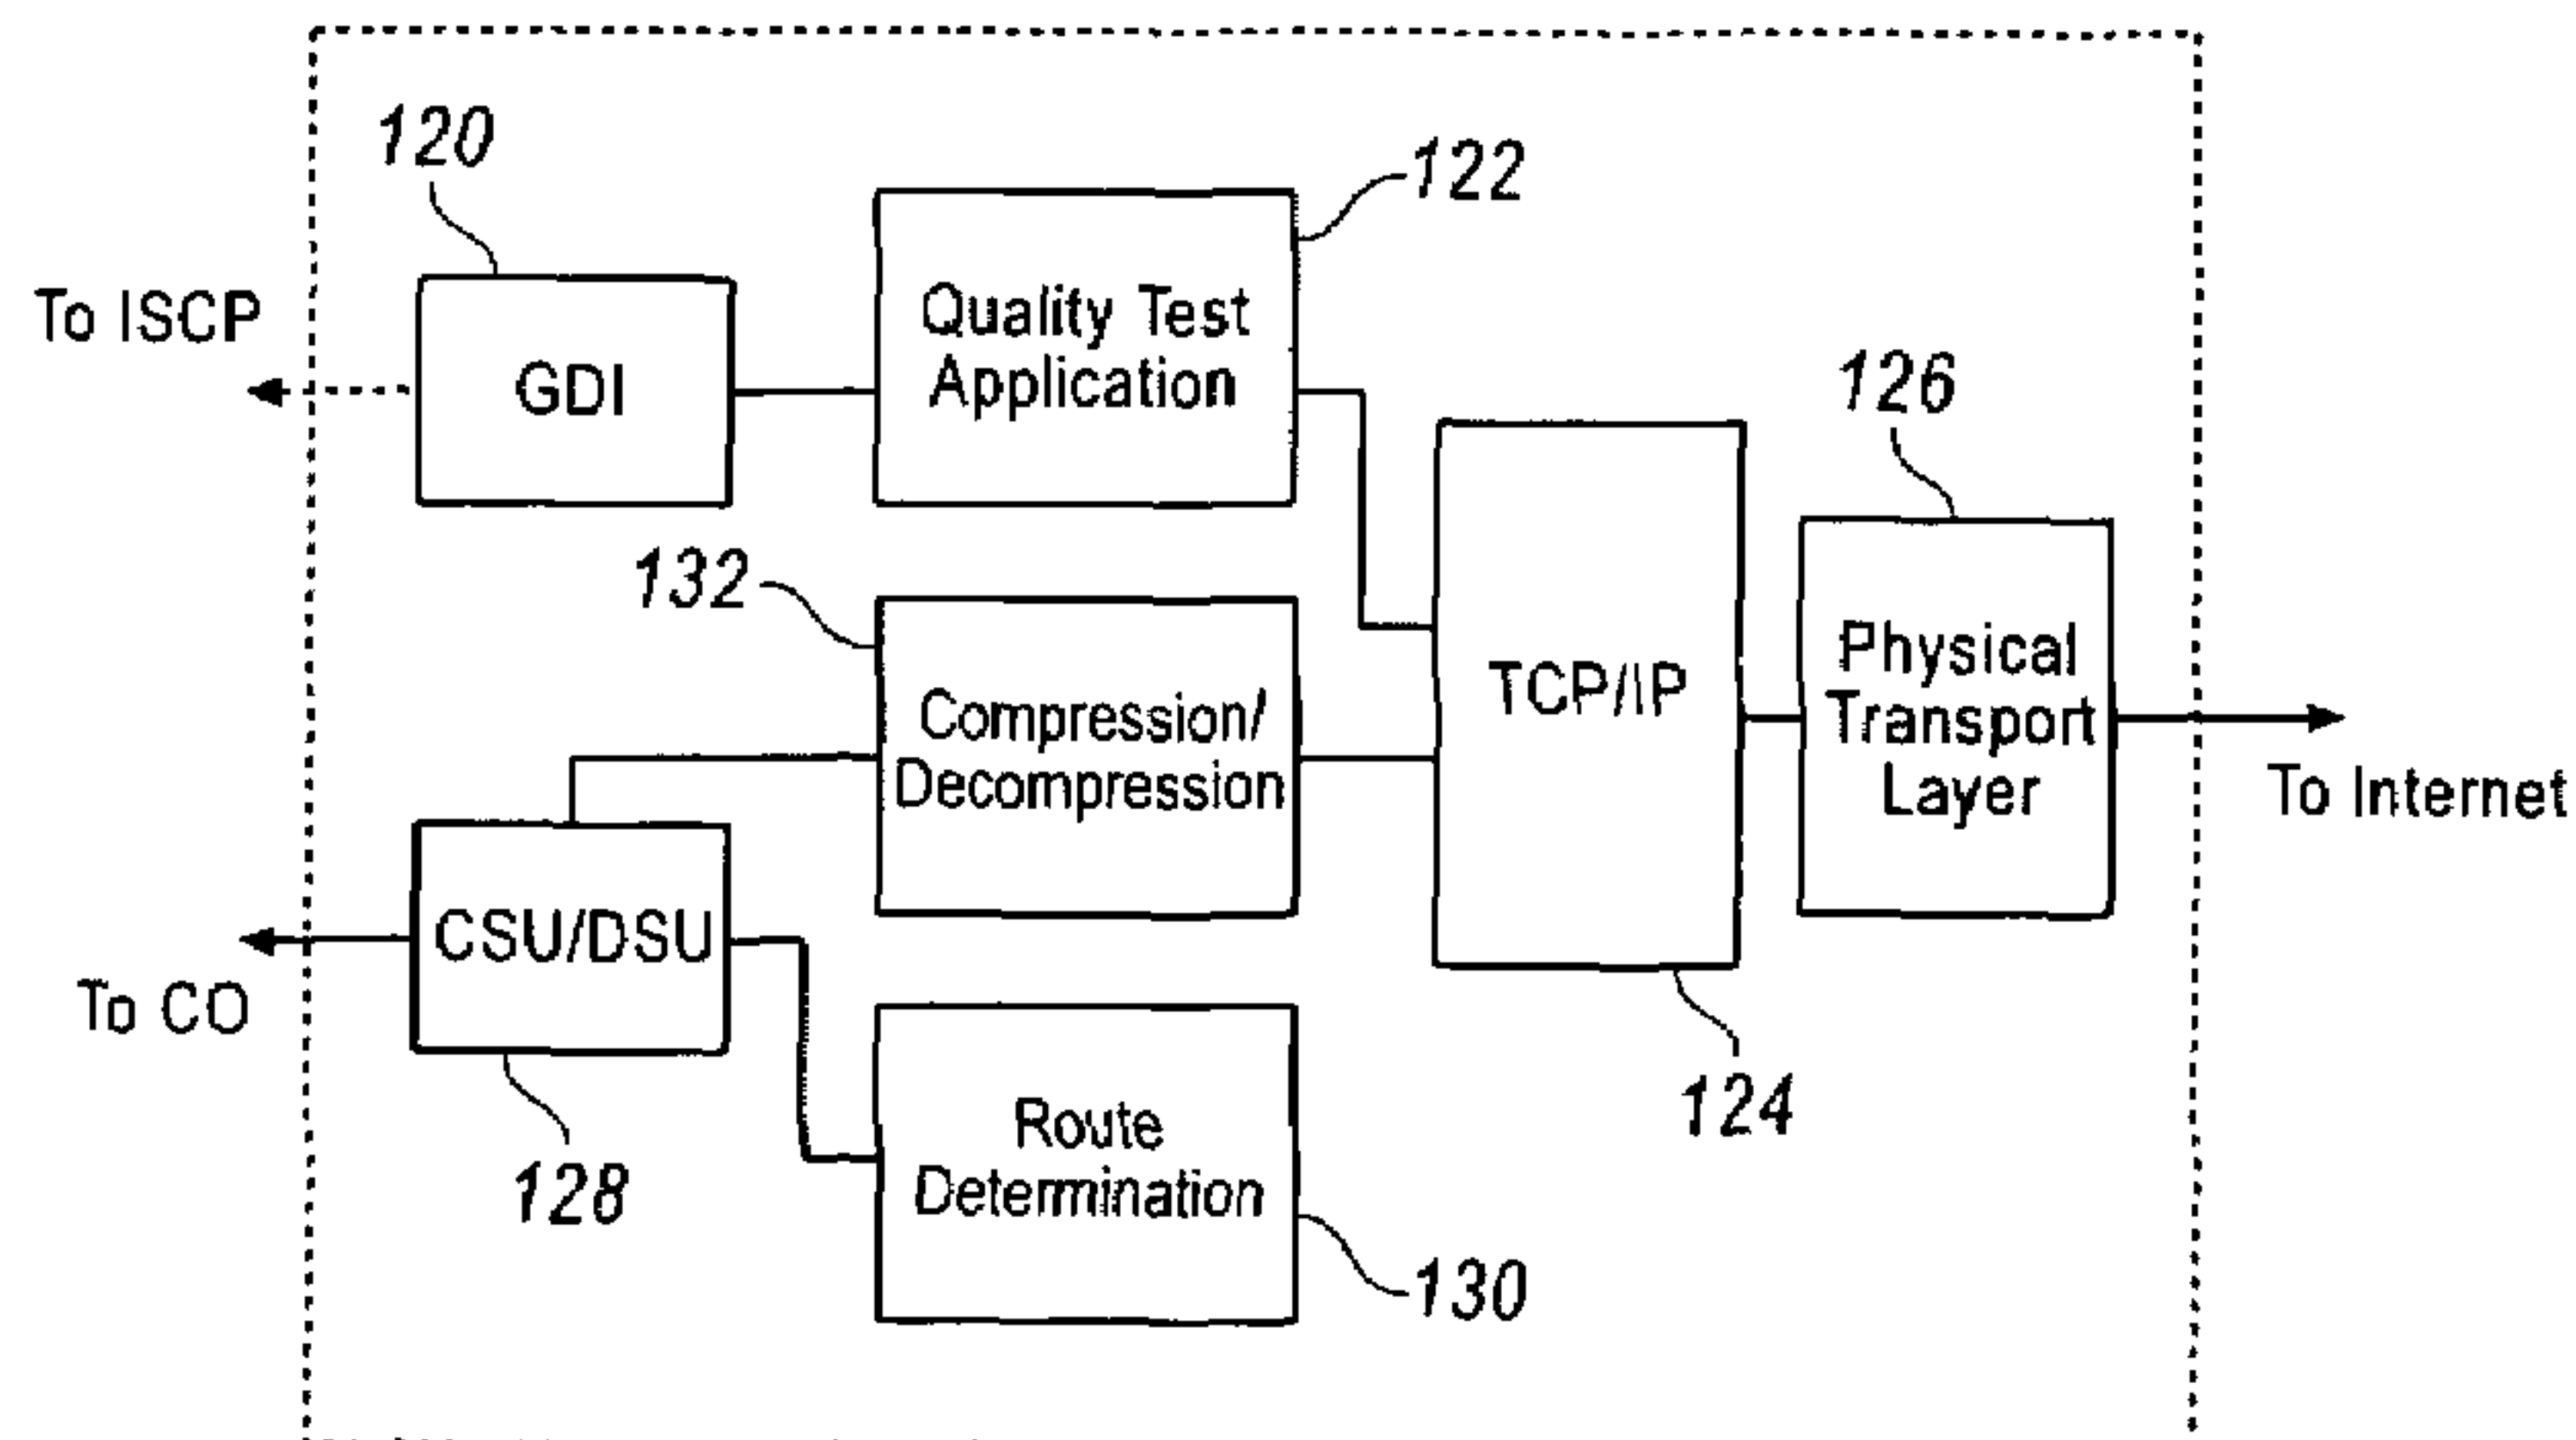 120
122
To ISCP
GDI
Quality Test
Application
126
132
TCP/IP
Physical
Transport
Layer
Compression/
Decompression
To Internet
CSU/DSU
To CO
124
Route
Determination
128
130